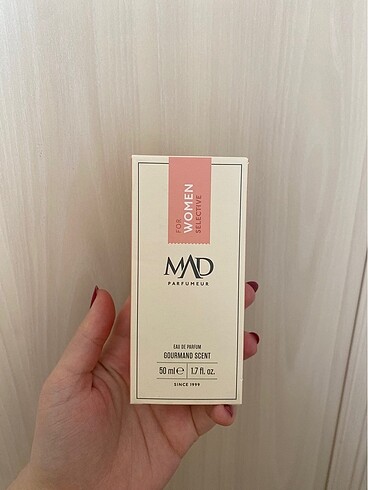 FOR
WOMEN
SELECTIVE
MAD
PARFUMEUR
EAU DE PARFUM
GOURMAND SCENT
50 ml ℮ 1.7 fl. oz.
SINCE 1999